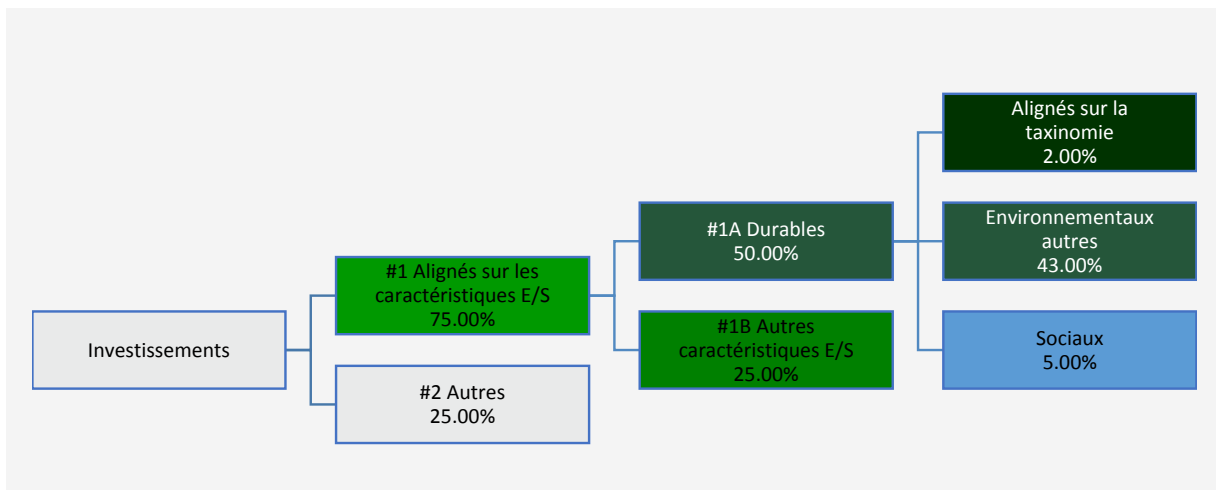 Investissements
#1 Alignés sur les
caractéristiques E/S
75.00%
#2 Autres
25.00%
#1A Durables
50.00%
#1B Autres
caractéristiques E/S
25.00%
Alignés sur la
taxinomie
2.00%
Environnementaux
autres
43.00%
Sociaux
5.00%